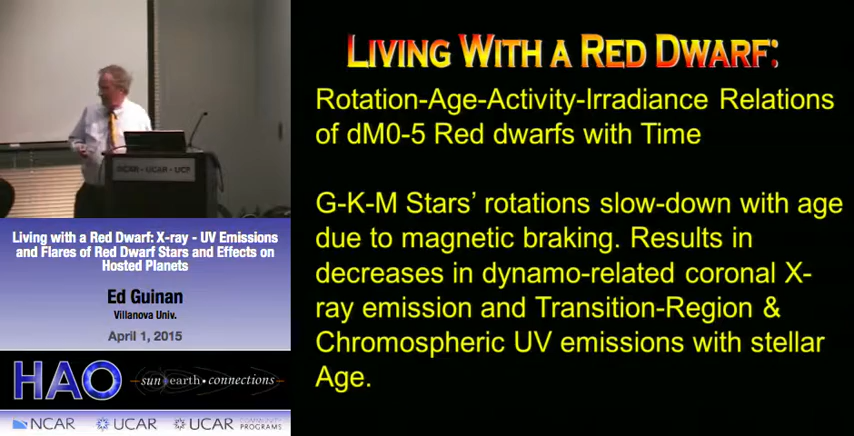 LIVING WITH A RED DWARF:
Rotation-Age-Activity-Irradiance Relations
of dM0-5 Red dwarfs with Time
G-K-M Stars’ rotations slow-down with age
due to magnetic braking. Results in
decreases in dynamo-related coronal X-
ray emission and Transition-Region &
Chromospheric UV emissions with stellar
Age.
NCAR · UCAR · UCP
Living with a Red Dwarf: X-ray - UV Emissions
and Flares of Red Dwarf Stars and Effects on
Hosted Planets
Ed Guinan
Villanova Univ.
April 1, 2015
HAO
sun earth • connections
NCAR
UCAR
UCAR COMMUNITY
PROGRAMS